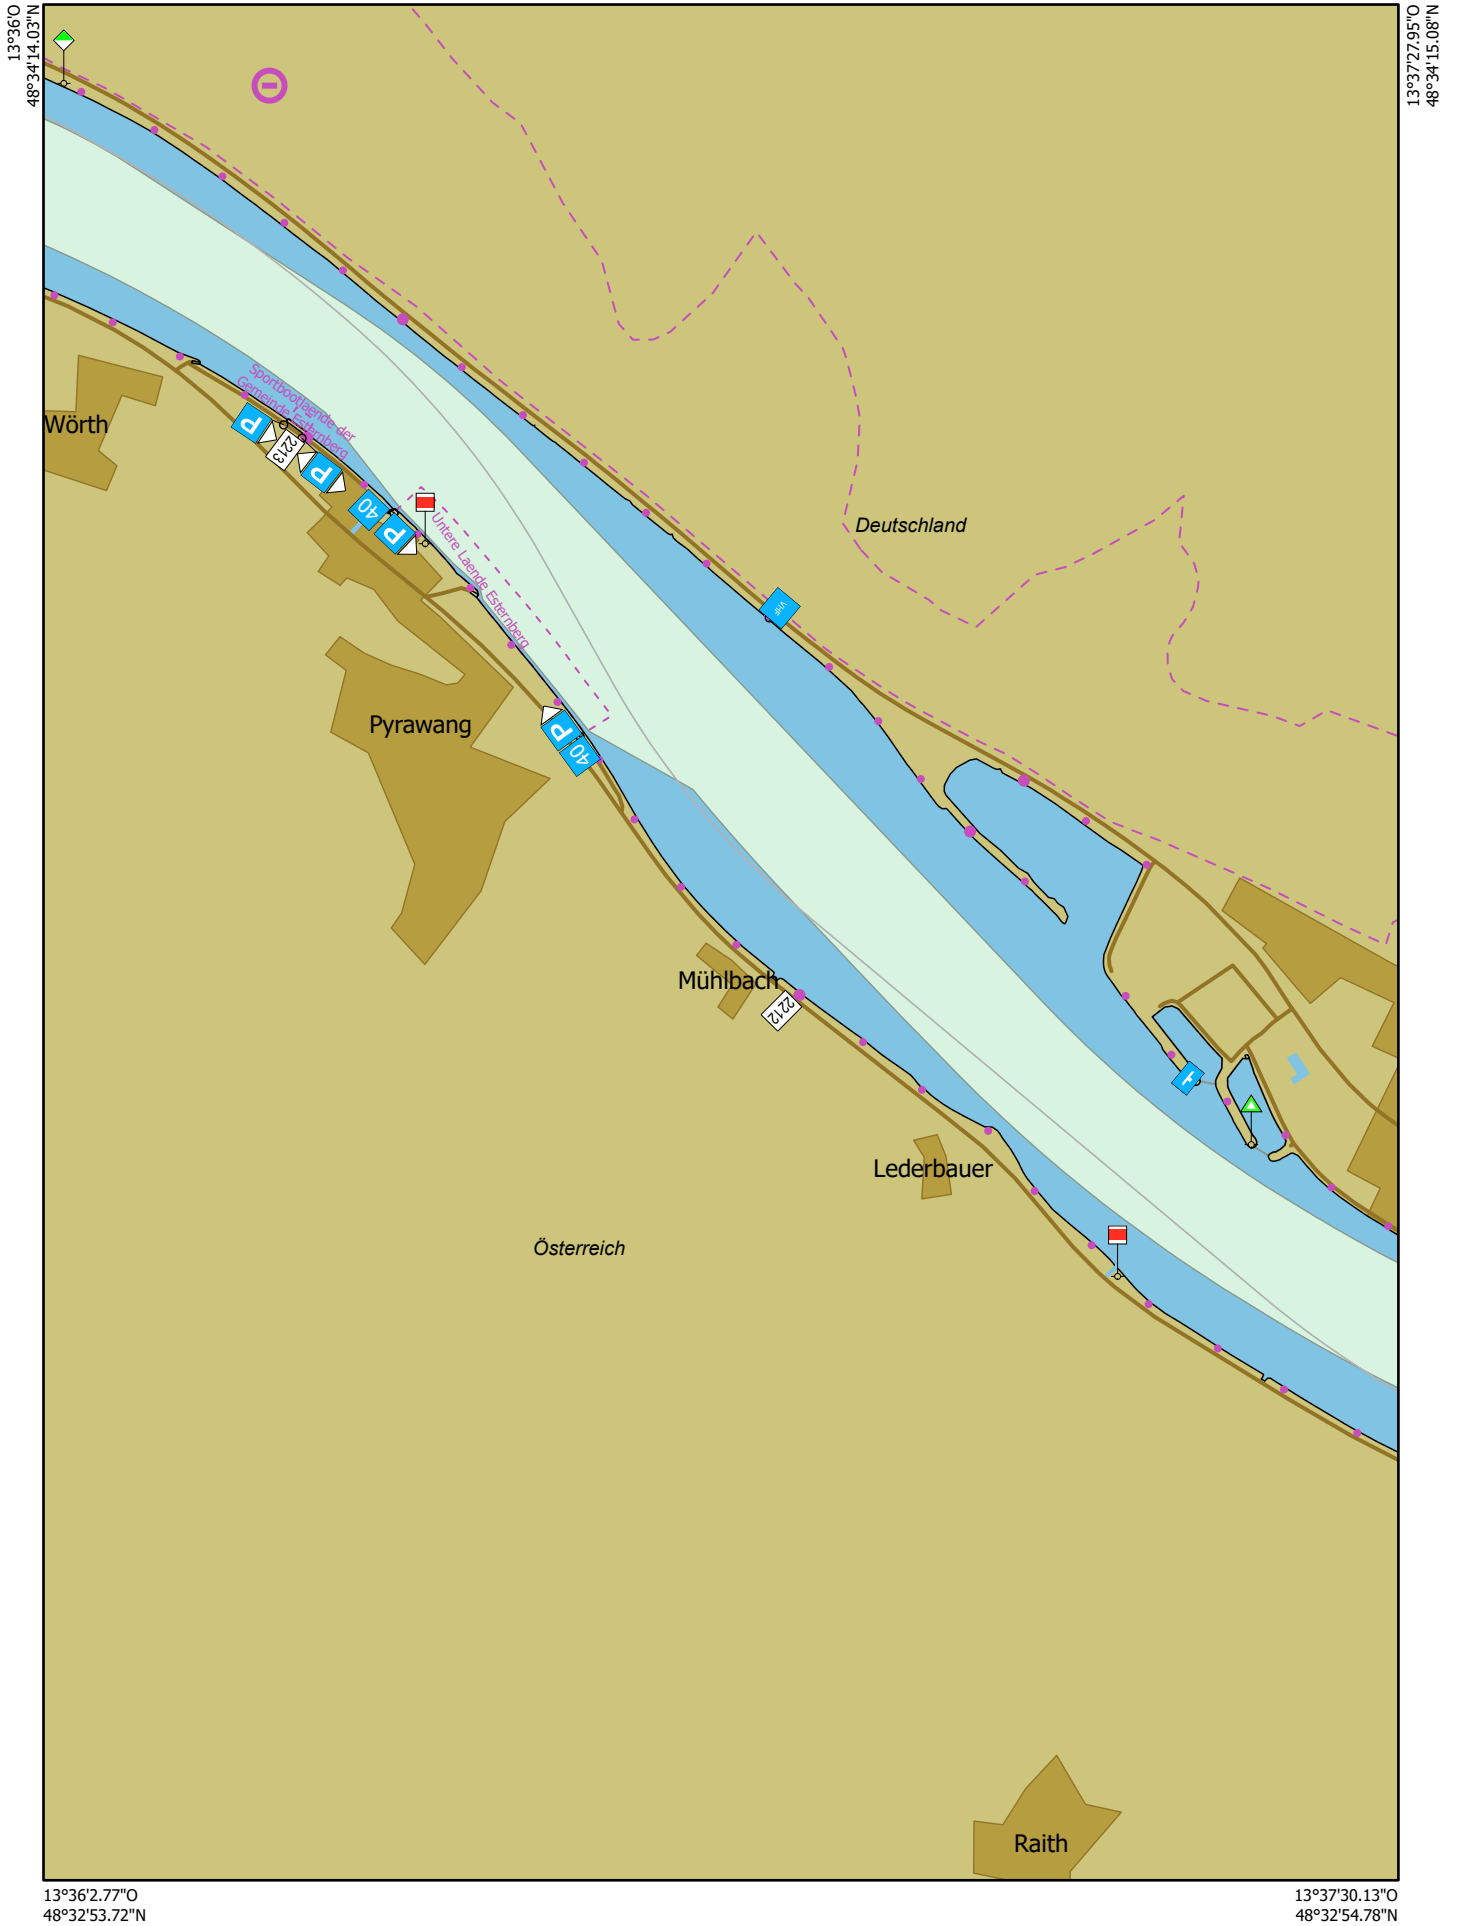 13°36'O
48°34'14.03"N
13°37'27.95"O
48°34'15.08"N
Sportbootlaende der
Gemeinde Esternberg
Wörth
P
2213
P
40
P
Untere Laende Esternberg
Deutschland
VHF
Pyrawang
P
40
Mühlbach
2212
Lederbauer
Österreich
Raith
13°36'2.77"O
48°32'53.72"N
13°37'30.13"O
48°32'54.78"N